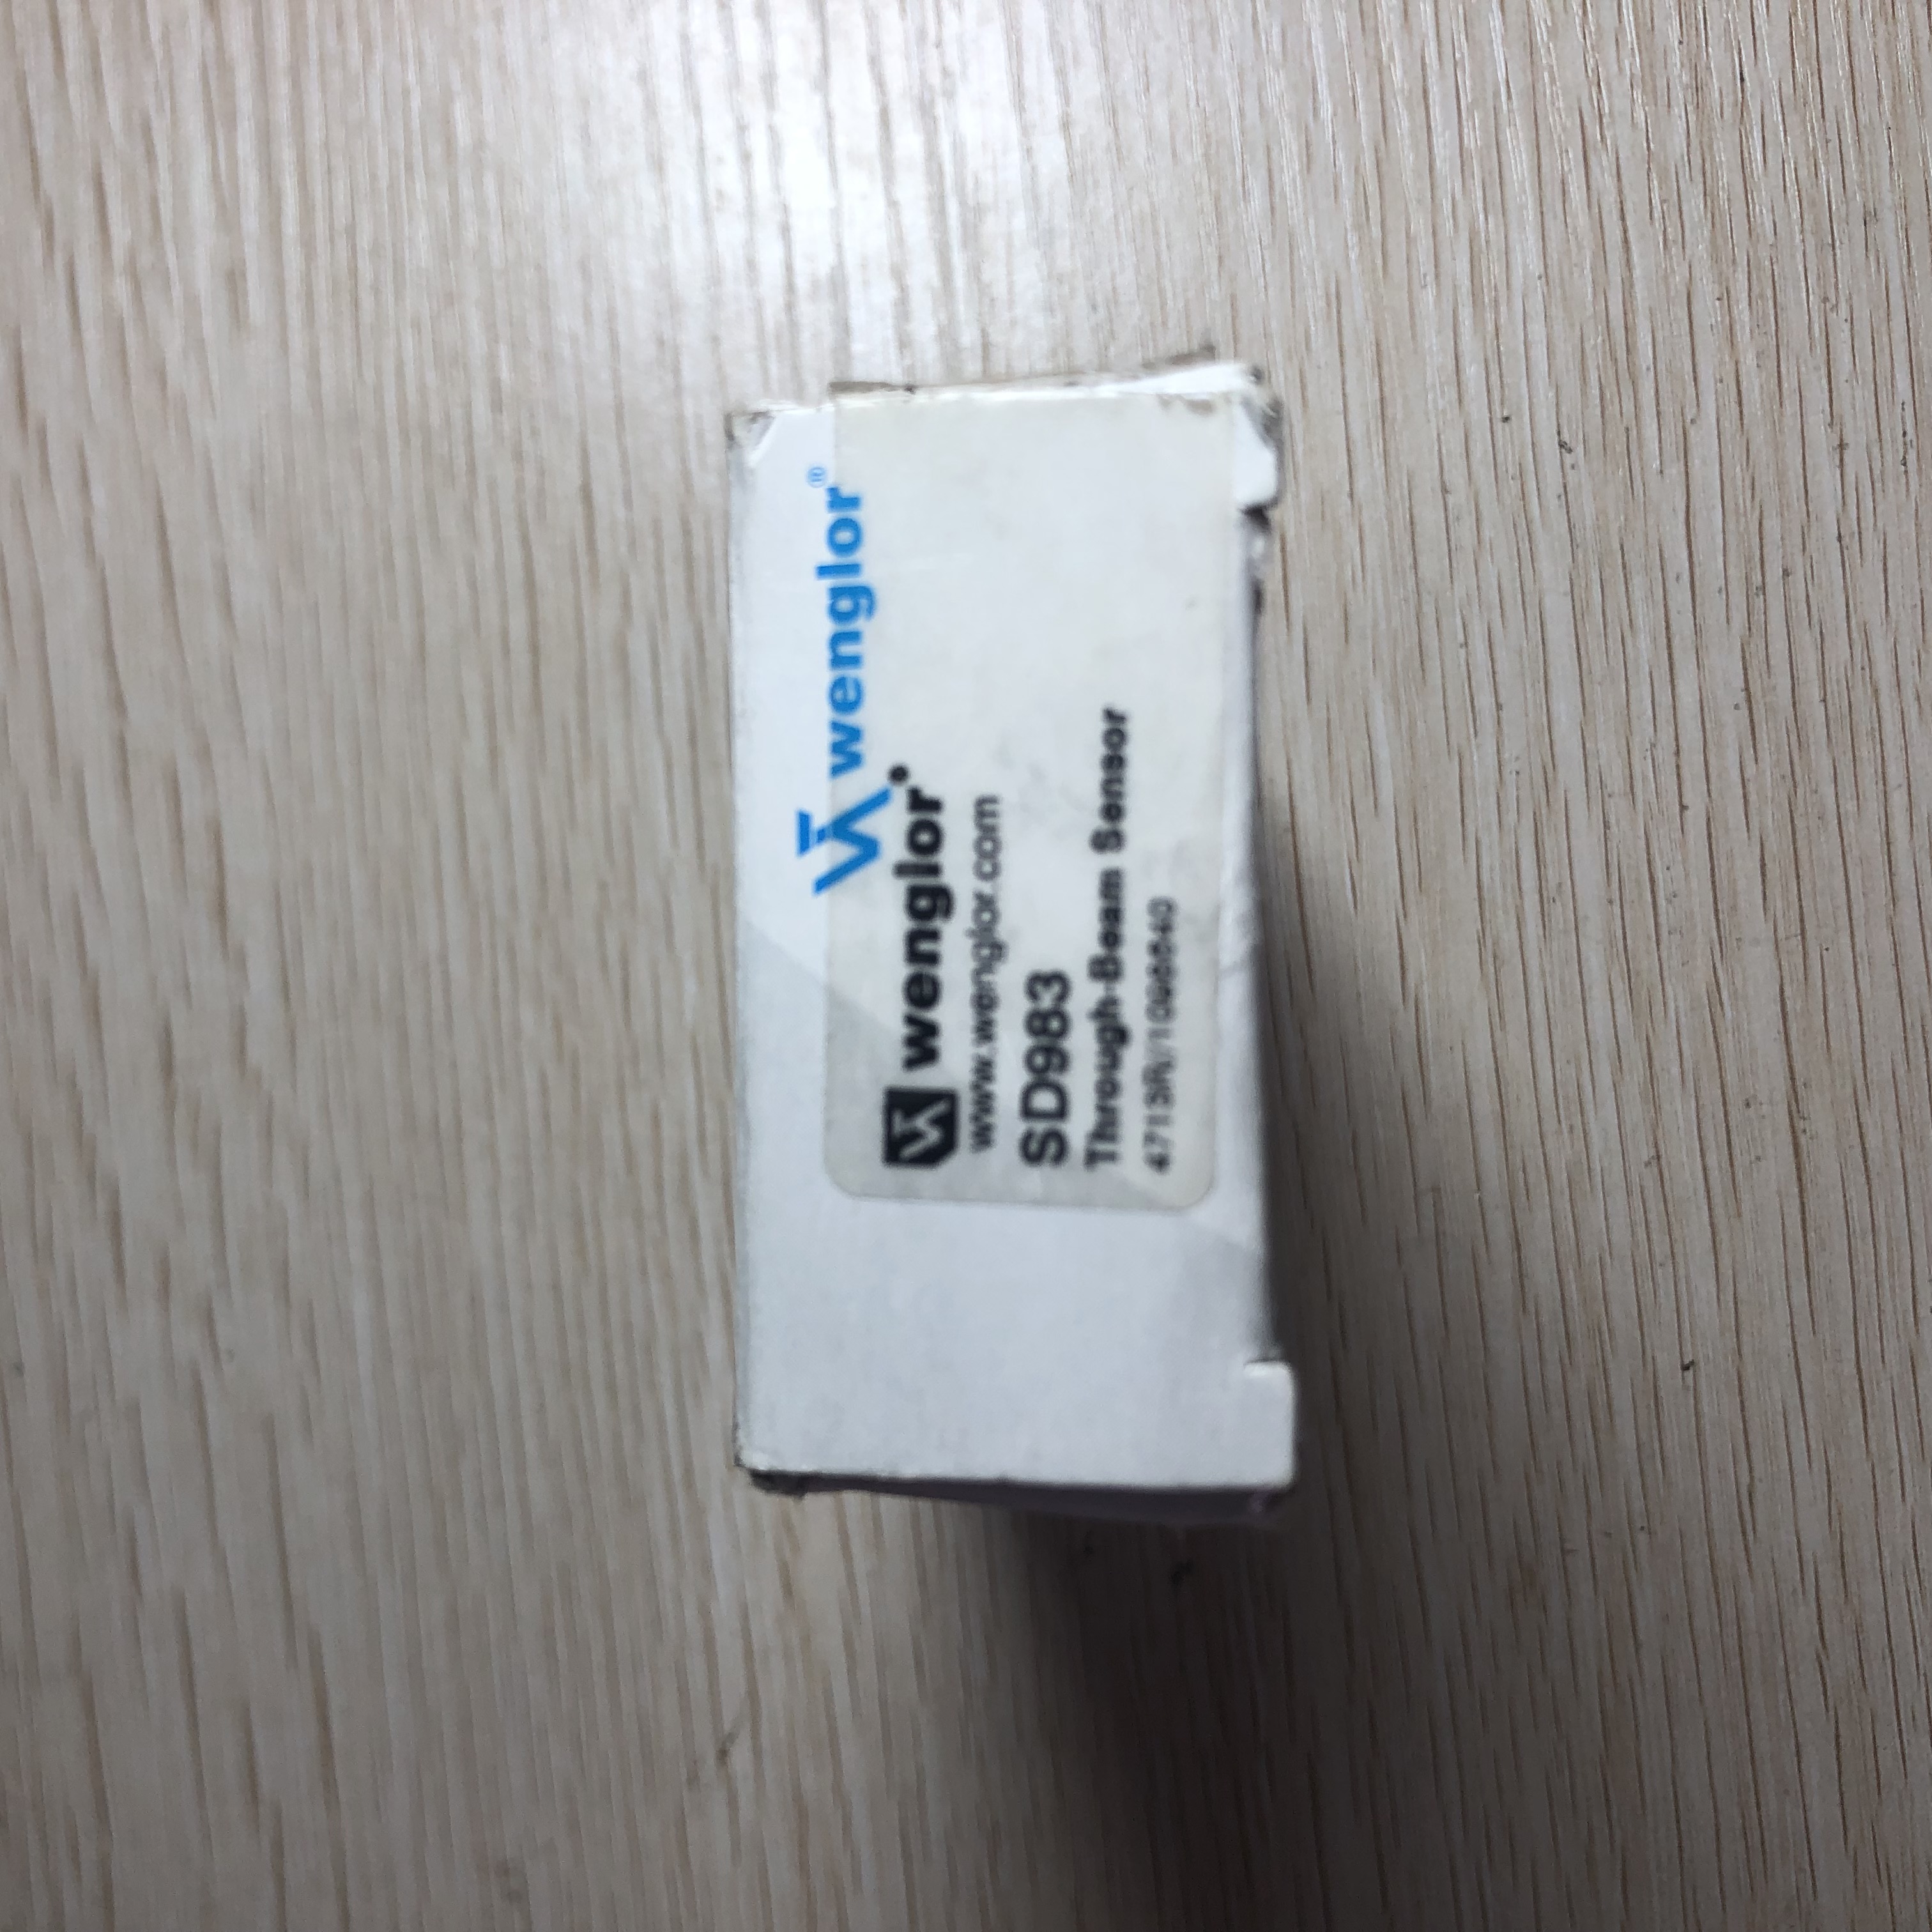 wenglor®
wenglor®
www.wenglor.com
SD983
Through-Beam Sensor